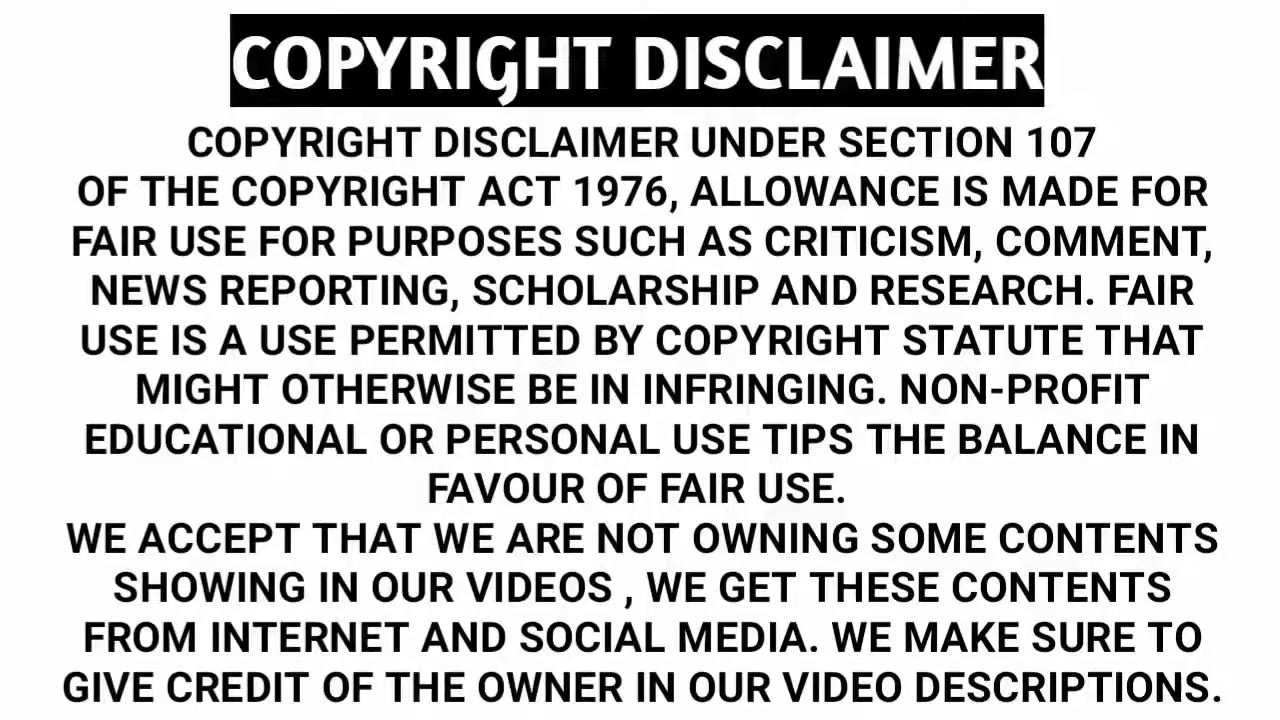 COPYRIGHT DISCLAIMER
COPYRIGHT DISCLAIMER UNDER SECTION 107
OF THE COPYRIGHT ACT 1976, ALLOWANCE IS MADE FOR
FAIR USE FOR PURPOSES SUCH AS CRITICISM, COMMENT,
NEWS REPORTING, SCHOLARSHIP AND RESEARCH. FAIR
USE IS A USE PERMITTED BY COPYRIGHT STATUTE THAT
MIGHT OTHERWISE BE IN INFRINGING. NON-PROFIT
EDUCATIONAL OR PERSONAL USE TIPS THE BALANCE IN
FAVOUR OF FAIR USE.
WE ACCEPT THAT WE ARE NOT OWNING SOME CONTENTS
SHOWING IN OUR VIDEOS , WE GET THESE CONTENTS
FROM INTERNET AND SOCIAL MEDIA. WE MAKE SURE TO
GIVE CREDIT OF THE OWNER IN OUR VIDEO DESCRIPTIONS.